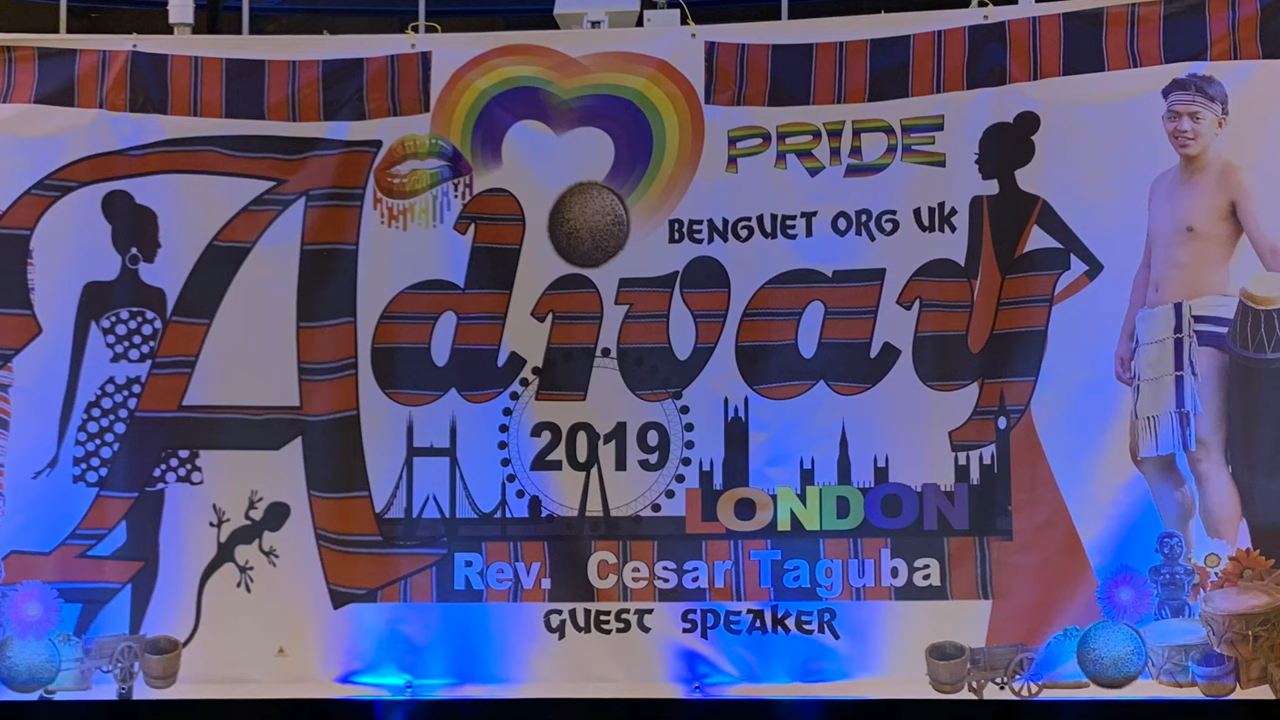 PRIDE
BENGUET ORG UK
Adivay
2019
LONDON
Rev. Cesar Taguba
GUEST SPEAKER